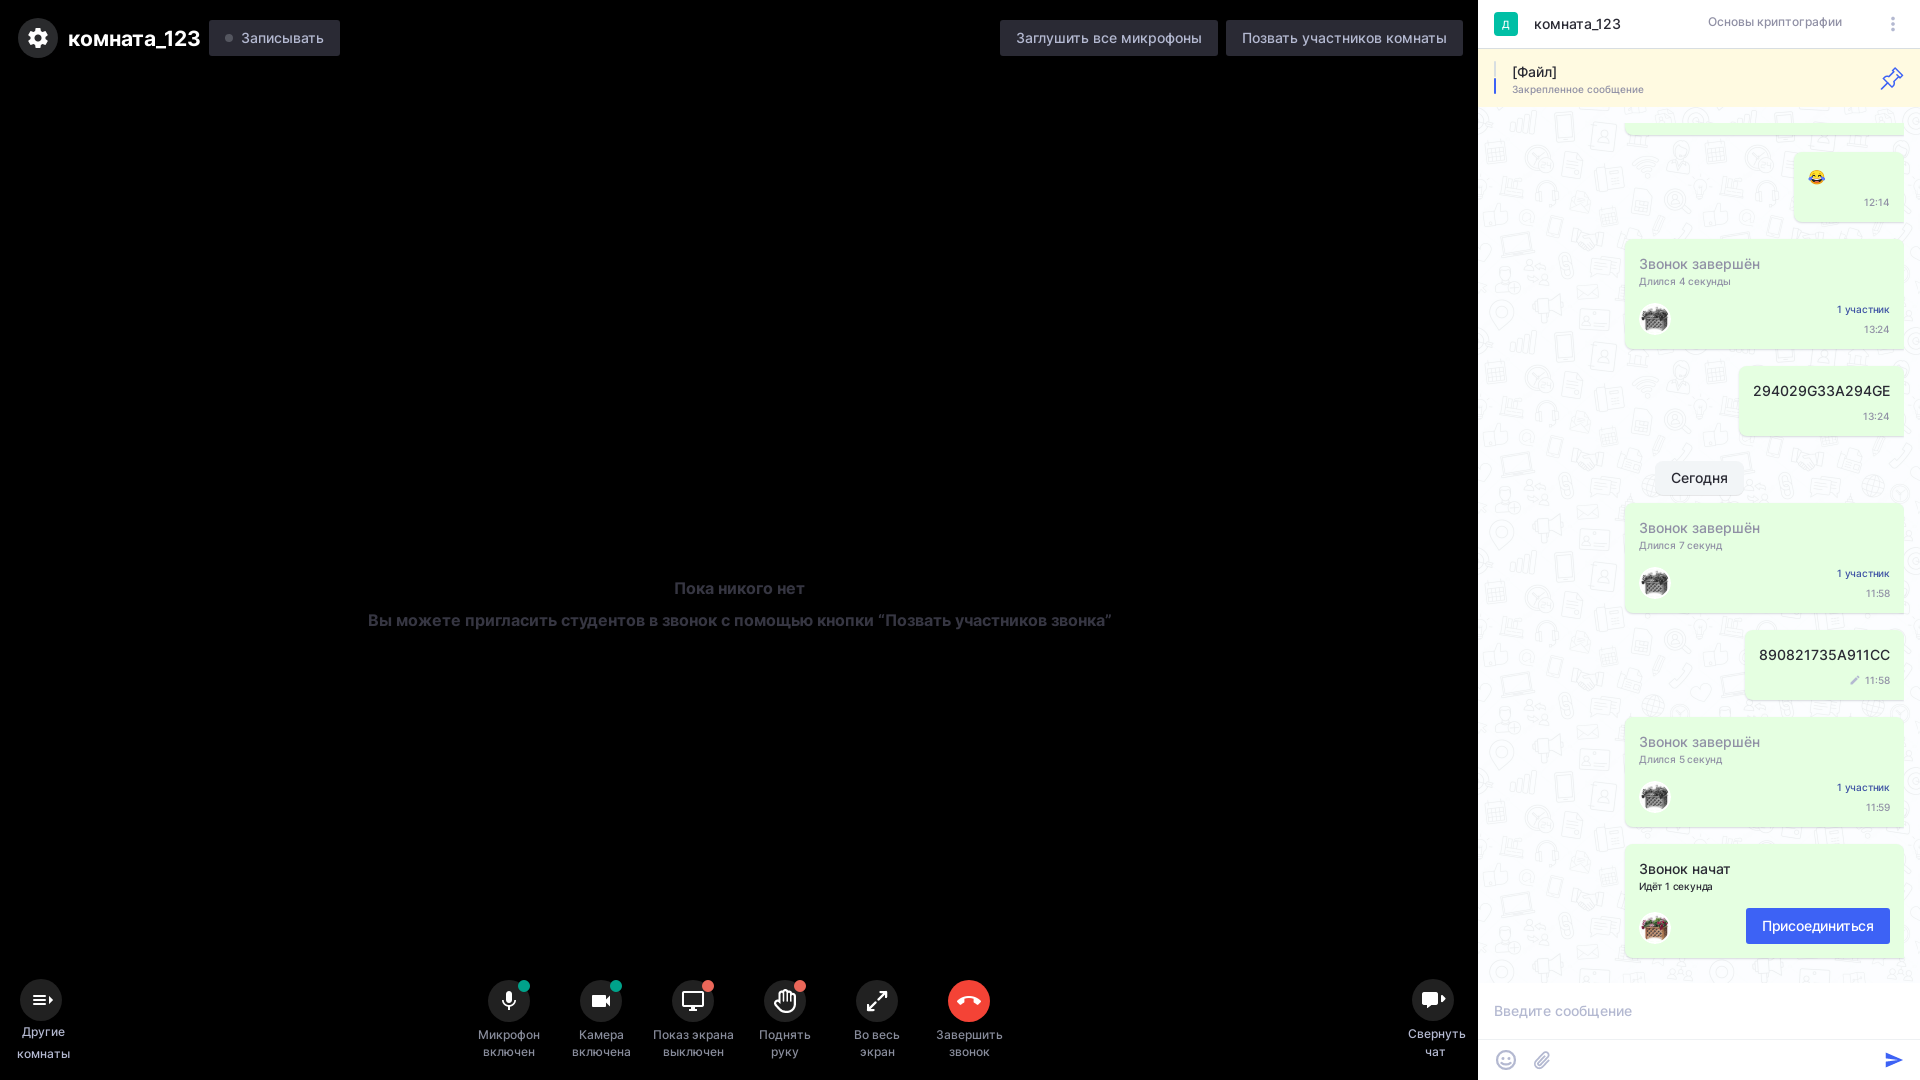 комната_123
Записывать
Заглушить все микрофоны
Позвать участников комнаты
Пока никого нет
Вы можете пригласить студентов в звонок с помощью кнопки “Позвать участников звонка”
Другие
комнаты
Микрофон
включен
Камера
включена
Показ экрана
выключен
Поднять
руку
Во весь
экран
Завершить
звонок
Свернуть
чат
Д
комната_123
Основы криптографии
[Файл]
Закрепленное сообщение
12:14
Звонок завершён
Длился 4 секунды
1 участник
13:24
294029G33A294GE
13:24
Сегодня
Звонок завершён
Длился 7 секунд
1 участник
11:58
890821735A911CC
11:58
Звонок завершён
Длился 5 секунд
1 участник
11:59
Звонок начат
Идёт 1 секунда
Присоединиться
Введите сообщение